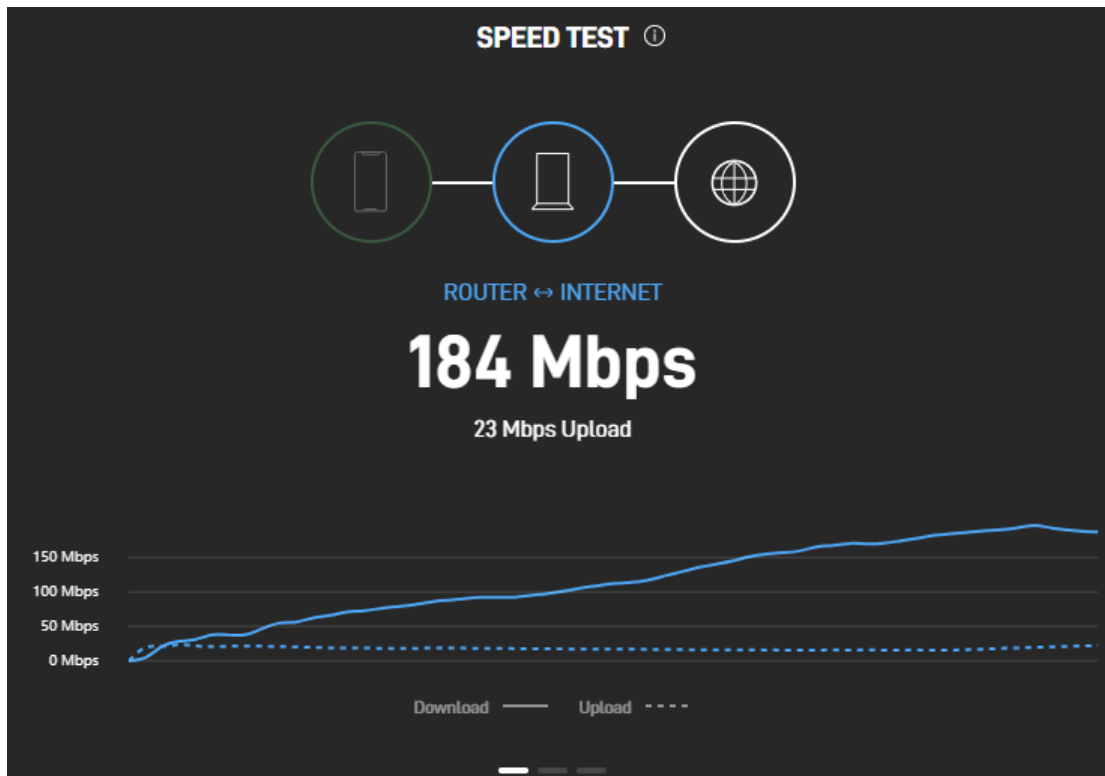 SPEED TEST
ROUTER ↔ INTERNET
184 Mbps
23 Mbps Upload
150 Mbps
100 Mbps
50 Mbps
0 Mbps
Download Upload